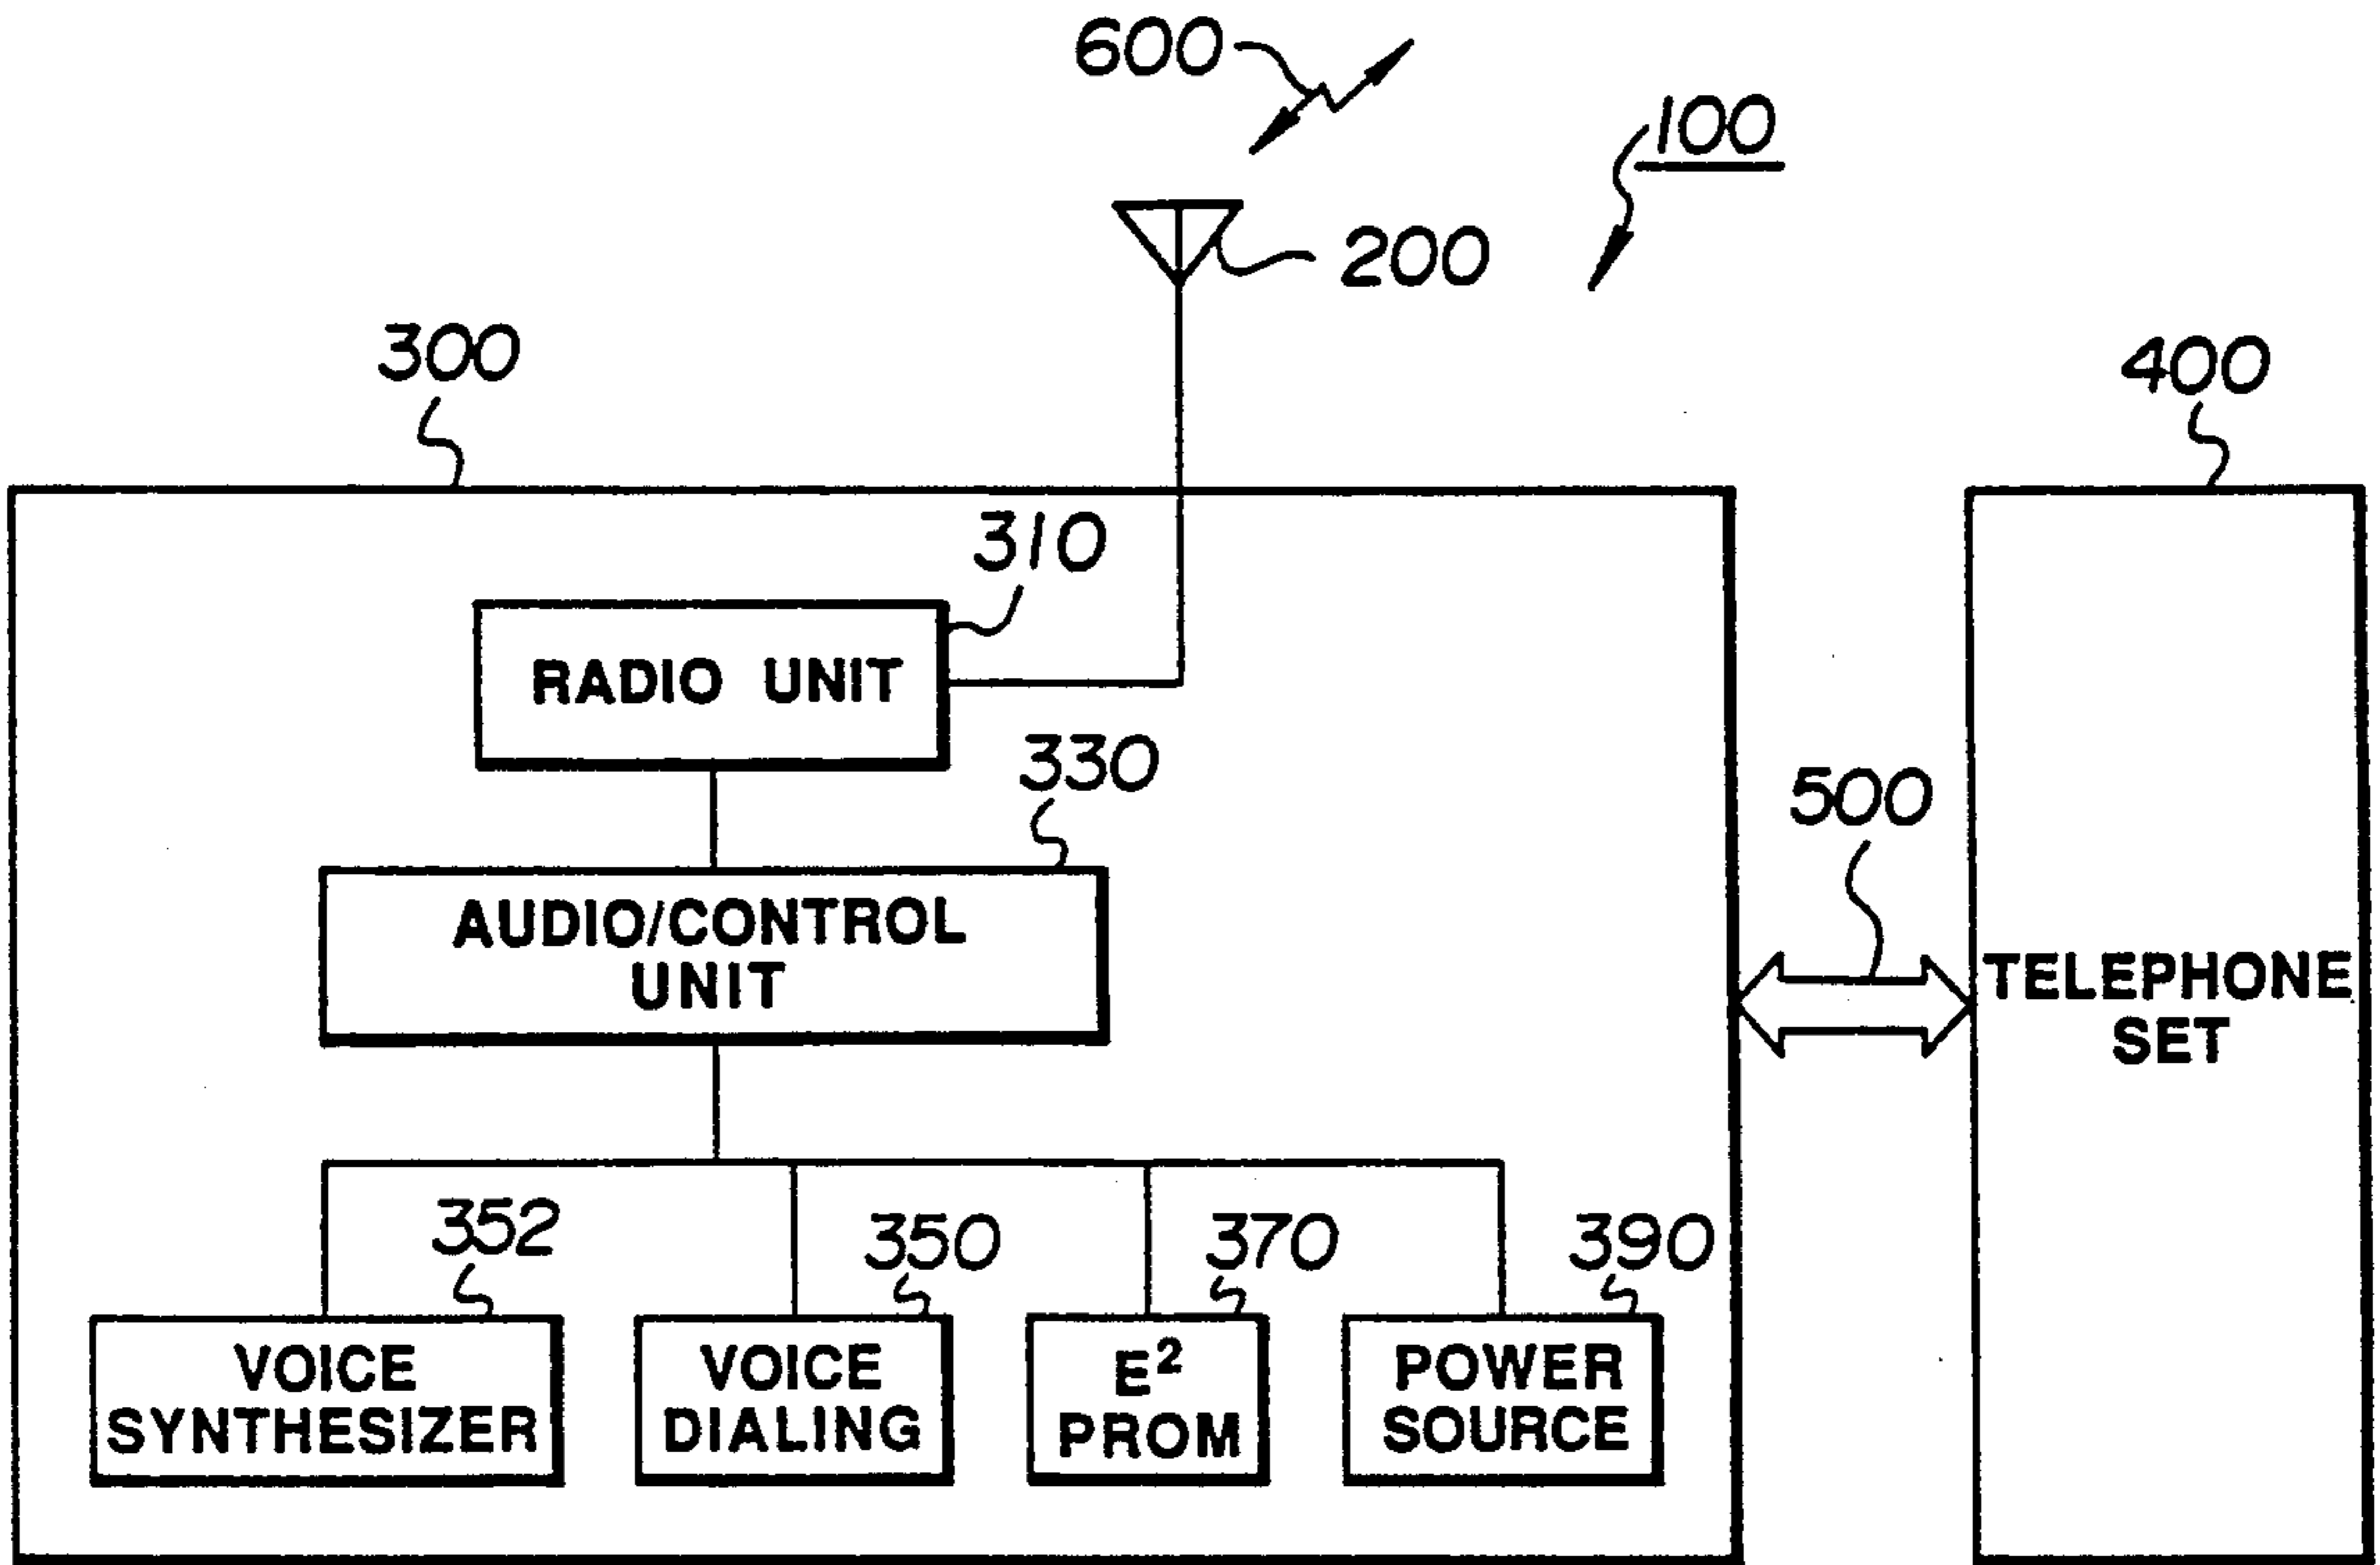 600
100
200
300
400
310
RADIO UNIT
330
500
AUDIO/CONTROL
UNIT
TELEPHONE
SET
352
350
370
390
VOICE
SYNTHESIZER
VOICE
DIALING
E²
PROM
POWER
SOURCE